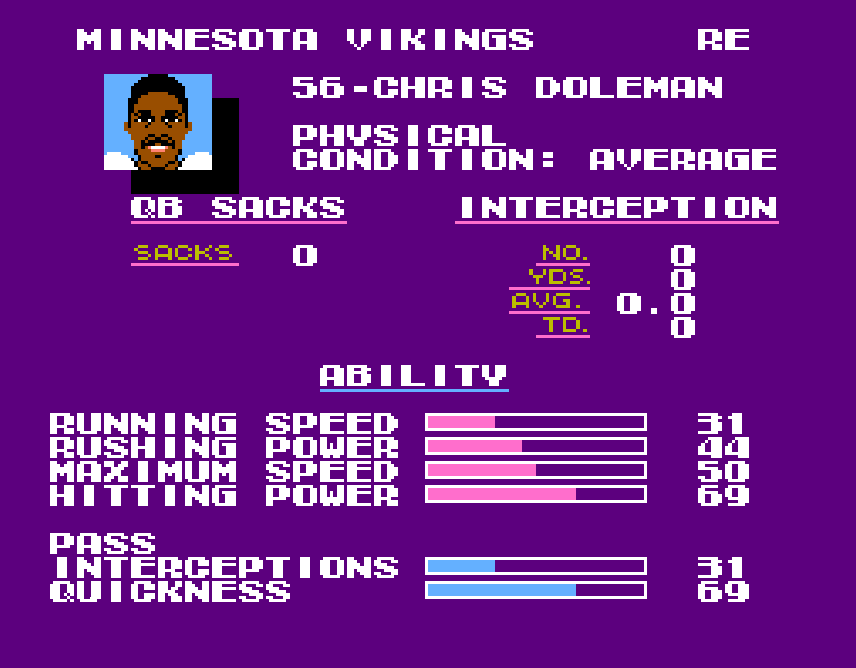 MINNESOTA VIKINGS RE
56-CHRIS DOLEMAN
PHYSICAL
CONDITION: AVERAGE
QB SACKS INTERCEPTION
SACKS 0 NO. 0
YDS. 0
AVG. 0.0
TD. 0
ABILITY
RUNNING SPEED 31
RUSHING POWER 44
MAXIMUM SPEED 50
HITTING POWER 69
PASS
INTERCEPTIONS 31
QUICKNESS 69